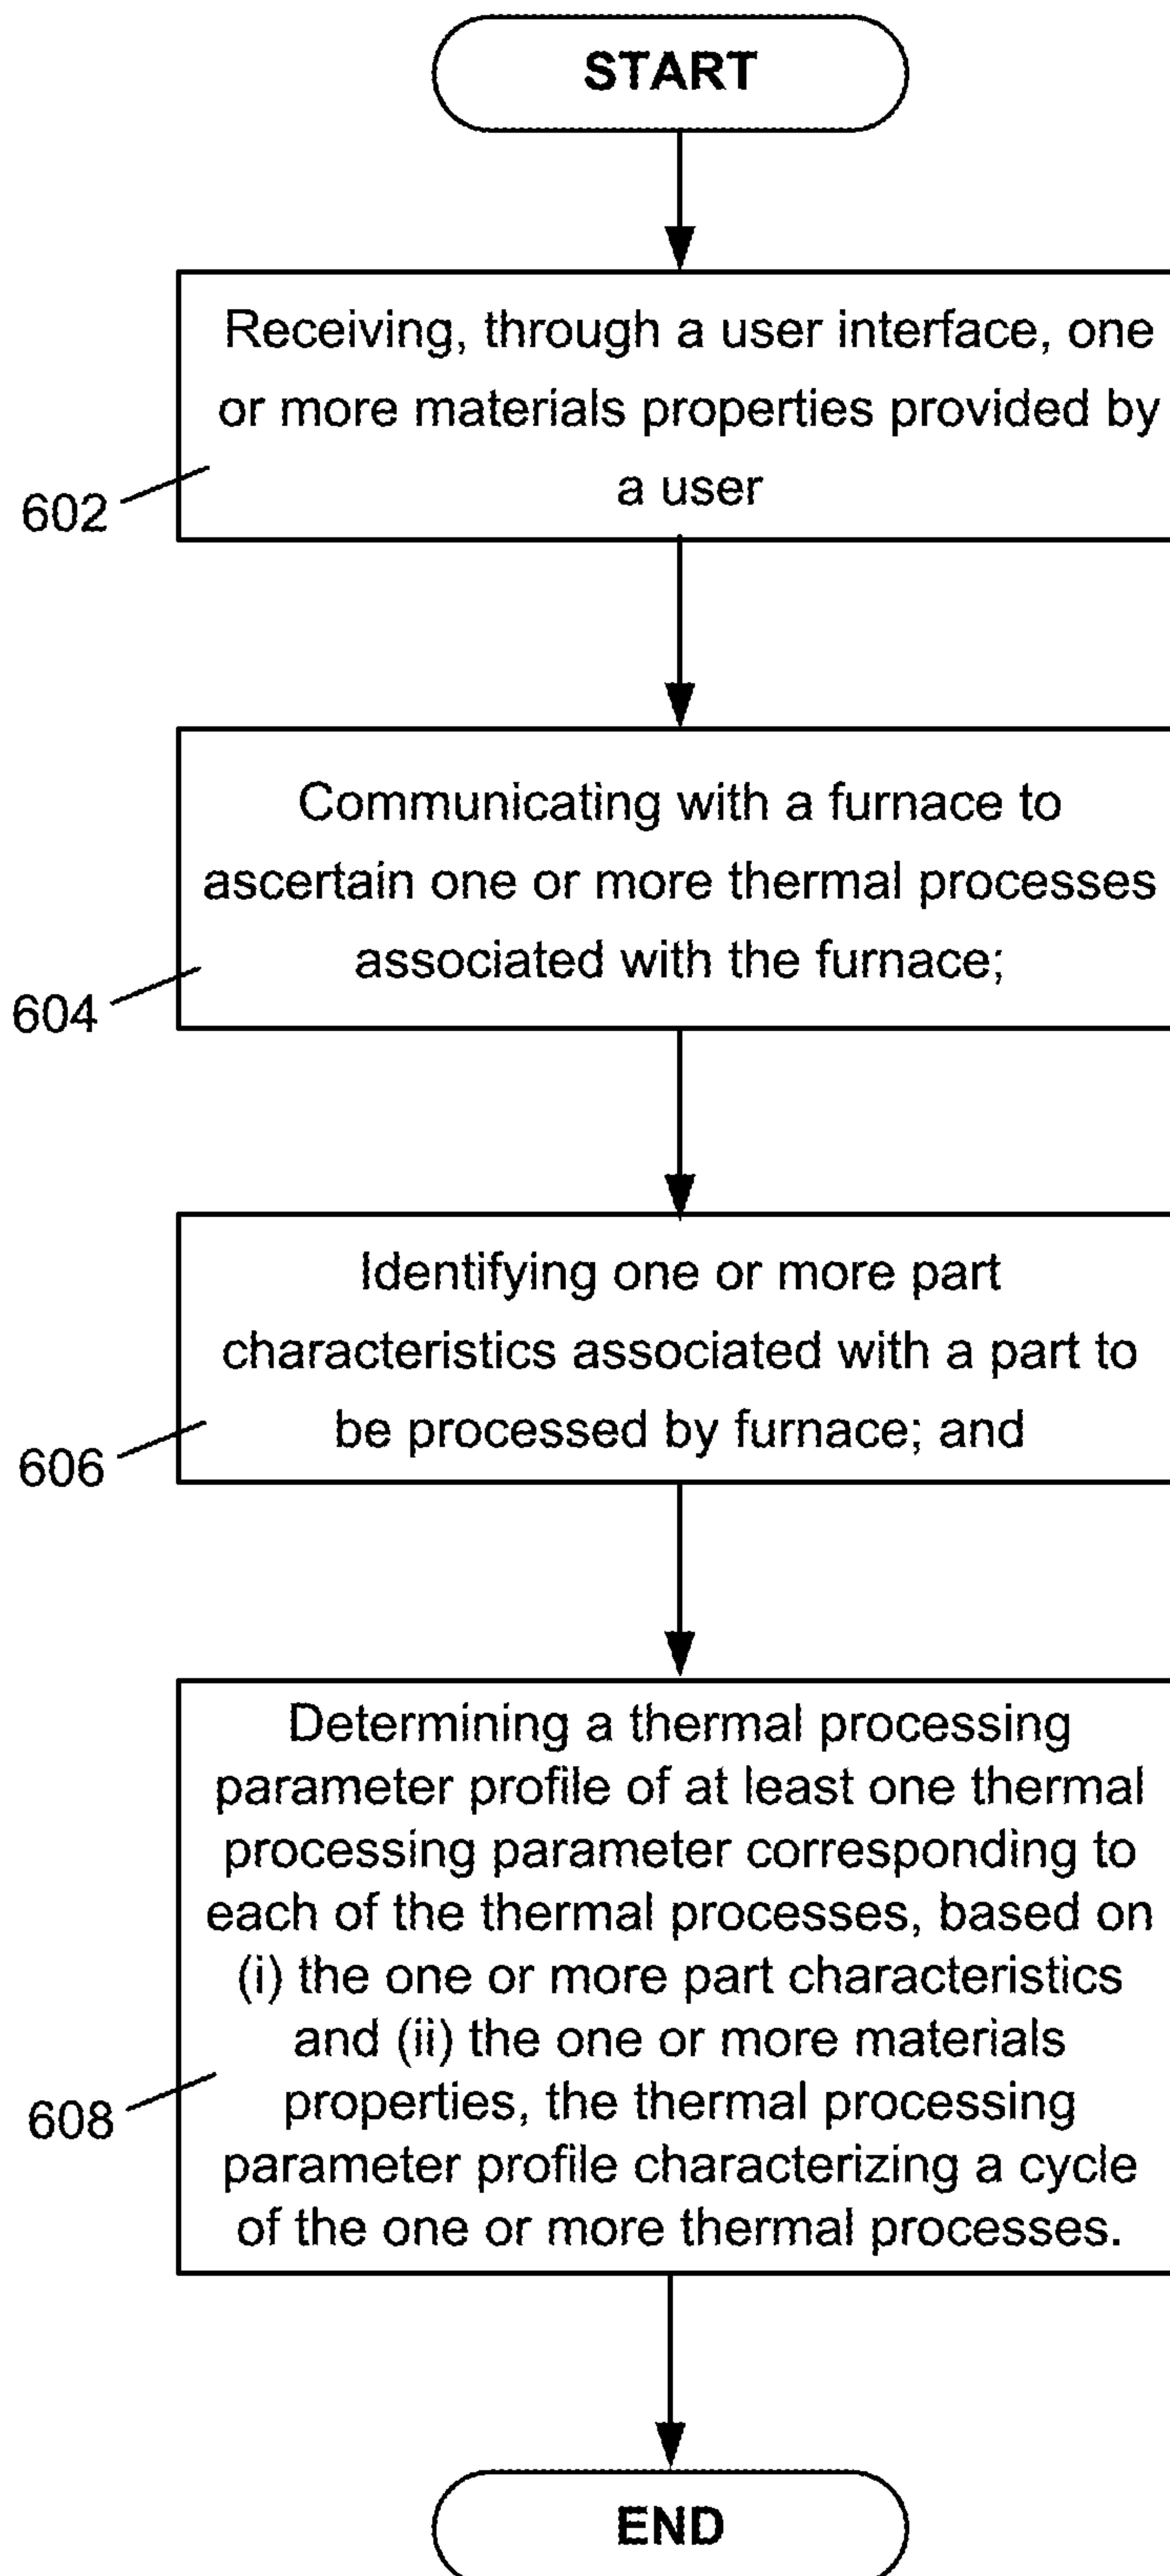 START
Receiving, through a user interface, one
or more materials properties provided by
a user
602
Communicating with a furnace to
ascertain one or more thermal processes
associated with the furnace;
604
Identifying one or more part
characteristics associated with a part to
be processed by furnace; and
606
Determining a thermal processing
parameter profile of at least one thermal
processing parameter corresponding to
each of the thermal processes, based on
(i) the one or more part characteristics
and (ii) the one or more materials
properties, the thermal processing
parameter profile characterizing a cycle
of the one or more thermal processes.
608
END